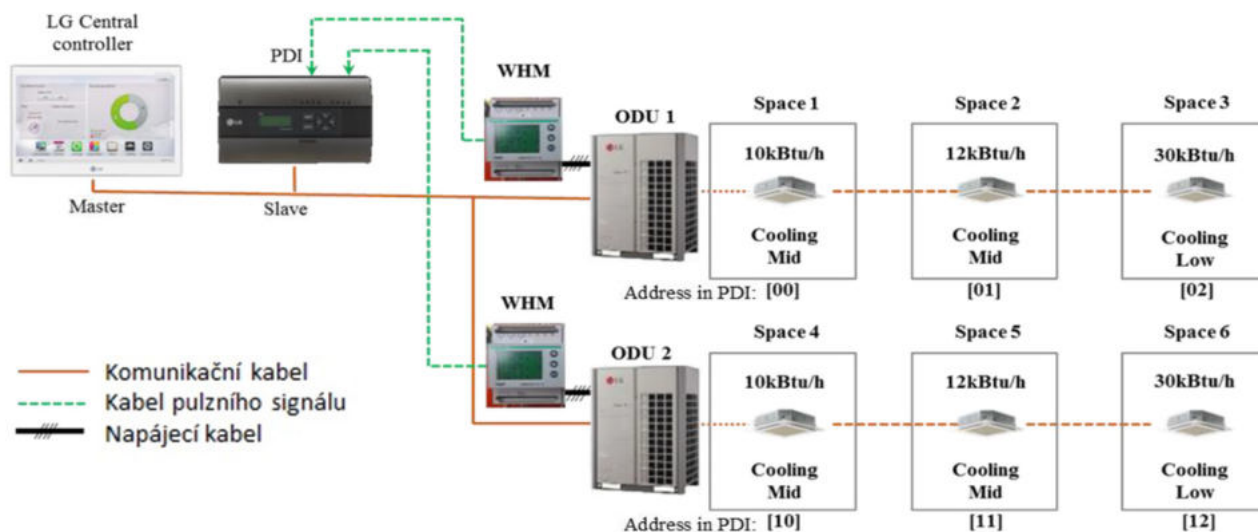 LG Central
controller
PDI
WHM
ODU 1
Space 1
Space 2
Space 3
10kBtu/h
12kBtu/h
30kBtu/h
Master
Slave
Cooling
Mid
Cooling
Mid
Cooling
Low
Address in PDI: [00]
[01]
[02]
WHM
ODU 2
Space 4
Space 5
Space 6
10kBtu/h
12kBtu/h
30kBtu/h
Cooling
Mid
Cooling
Mid
Cooling
Low
Address in PDI: [10]
[11]
[12]
Komunikační kabel
Kabel pulzního signálu
Napájecí kabel
LG
LG
LG